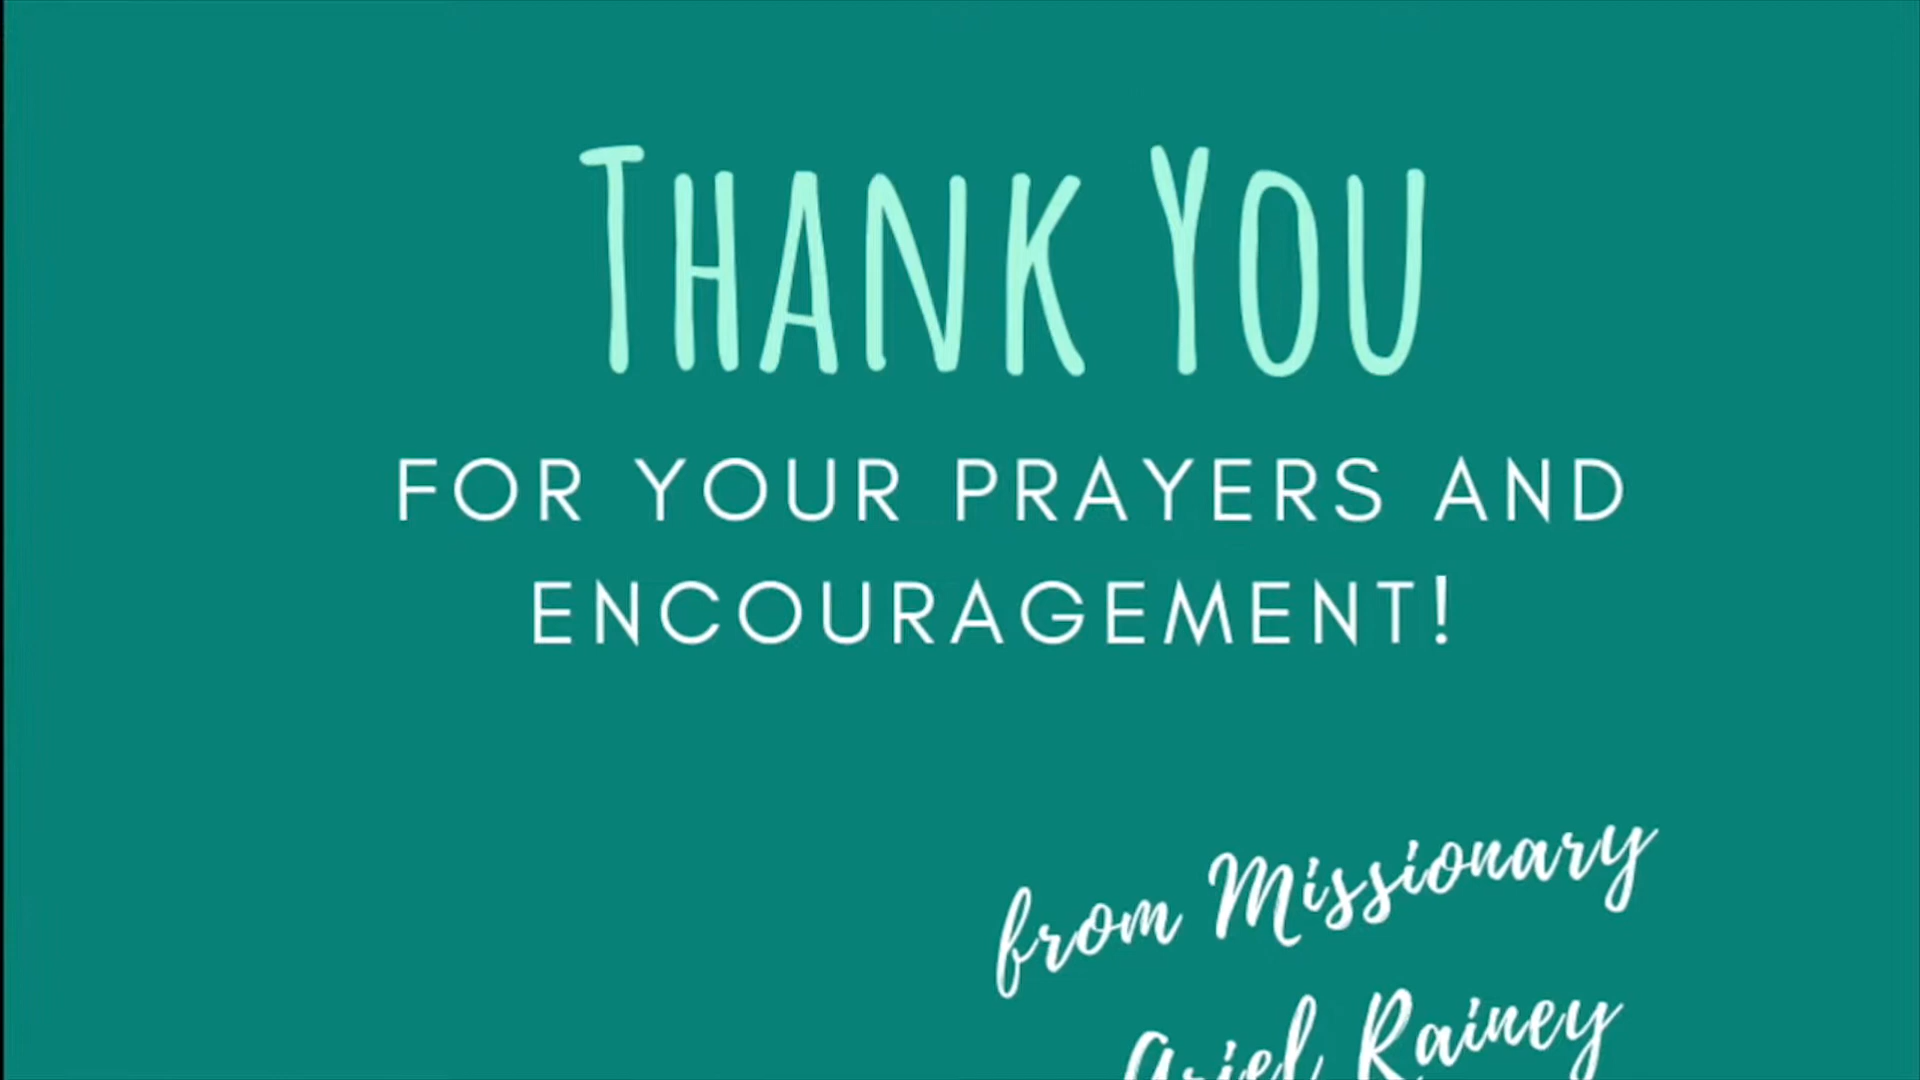 THANK YOU
FOR YOUR PRAYERS AND
ENCOURAGEMENT!
from Missionary
Ariel Rainey